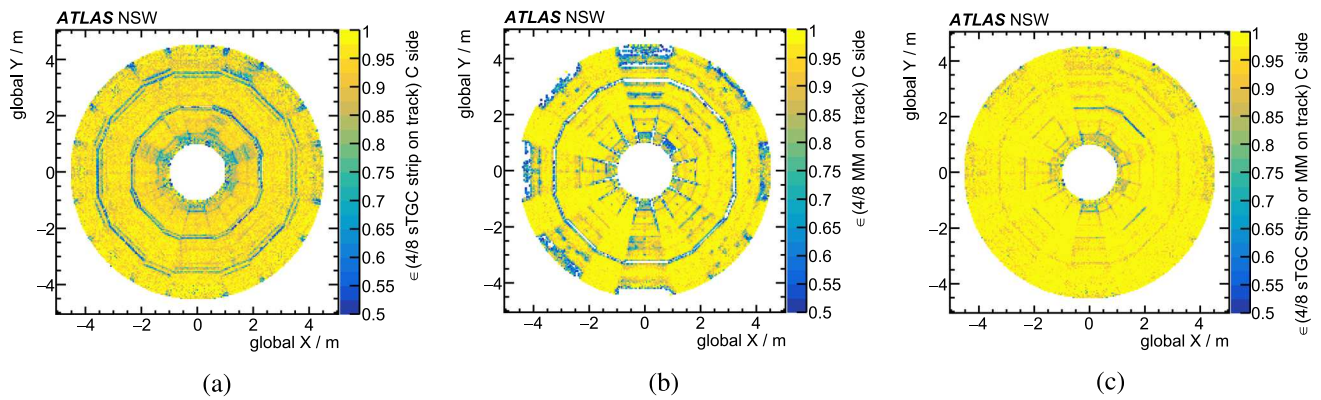 ATLAS NSW
global Y / m
4
2
0
−2
−4
−4 −2 0 2 4
global X / m
1
0.95
0.9
0.85
0.8
0.75
0.7
0.65
0.6
0.55
0.5
∈ (4/8 sTGC strip on track) C side
(a)
ATLAS NSW
global Y / m
4
2
0
−2
−4
−4 −2 0 2 4
global X / m
1
0.95
0.9
0.85
0.8
0.75
0.7
0.65
0.6
0.55
0.5
∈ (4/8 MM on track) C side
(b)
ATLAS NSW
global Y / m
4
2
0
−2
−4
−4 −2 0 2 4
global X / m
1
0.95
0.9
0.85
0.8
0.75
0.7
0.65
0.6
0.55
0.5
∈ (4/8 sTGC Strip or MM on track) C side
(c)